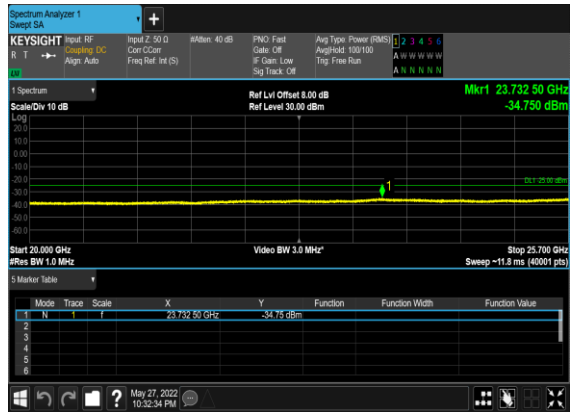 Spectrum Analyzer 1
Swept SA
+
KEYSIGHT Input: RF Input Z: 50 Ω #Atten: 40 dB PNO: Fast Avg Type: Power (RMS) 1 2 3 4 5 6
R T Coupling: DC Corr CCorr Gate: Off Avg|Hold: 100/100 A W W W W W
Align: Auto Freq Ref: Int (S) IF Gain: Low Trig: Free Run
LU Sig Track: Off A N N N N N
1 Spectrum Ref Lvl Offset 8.00 dB Mkr1 23.732 50 GHz
Scale/Div 10 dB Ref Level 30.00 dBm -34.750 dBm
Log
20.0
10.0
0.00
-10.0
-20.0
1
DL1 -25.00 dBm
-30.0
-40.0
-50.0
-60.0
Start 20.000 GHz Video BW 3.0 MHz* Stop 25.700 GHz
#Res BW 1.0 MHz Sweep ~11.8 ms (40001 pts)
5 Marker Table
Mode Trace Scale X Y Function Function Width Function Value
1 N 1 f 23.732 50 GHz -34.75 dBm
2
3
4
5
6
? May 27, 2022
10:32:34 PM